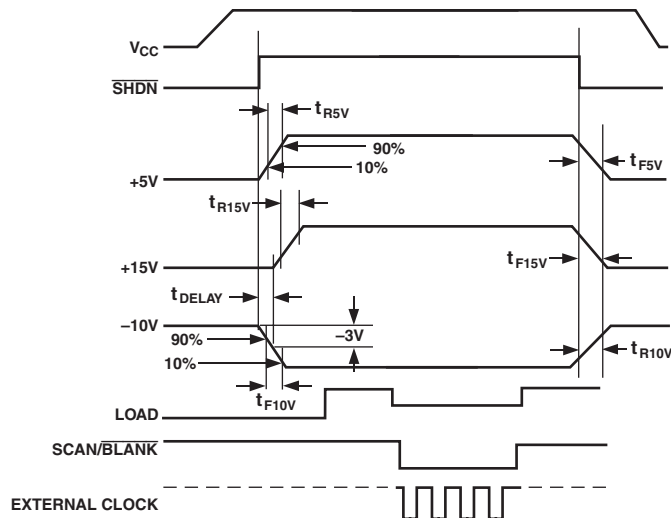 VCC
SHDN
tR5V
90%
10%
tF5V
+5V
tR15V
+15V
tF15V
tDELAY
–10V
–3V
90%
tR10V
10%
tF10V
LOAD
SCAN/BLANK
EXTERNAL CLOCK